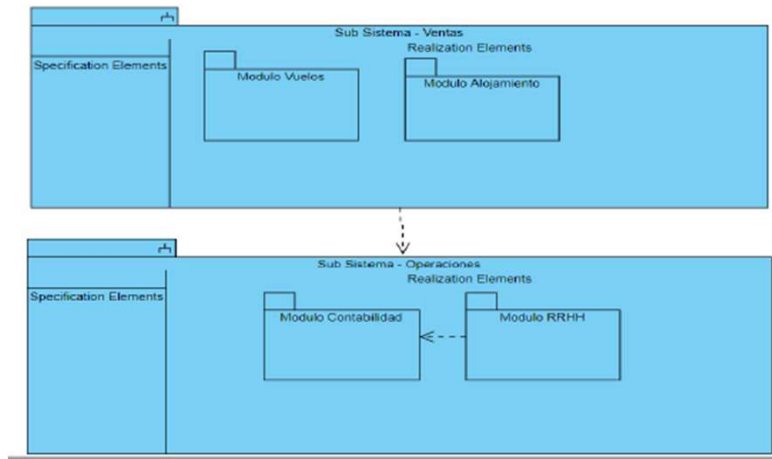 Sub Sistema - Ventas
Realization Elements
Specification Elements
Modulo Vuelos
Modulo Alojamiento
Sub Sistema - Operaciones
Realization Elements
Specification Elements
Modulo Contabilidad
Modulo RRHH